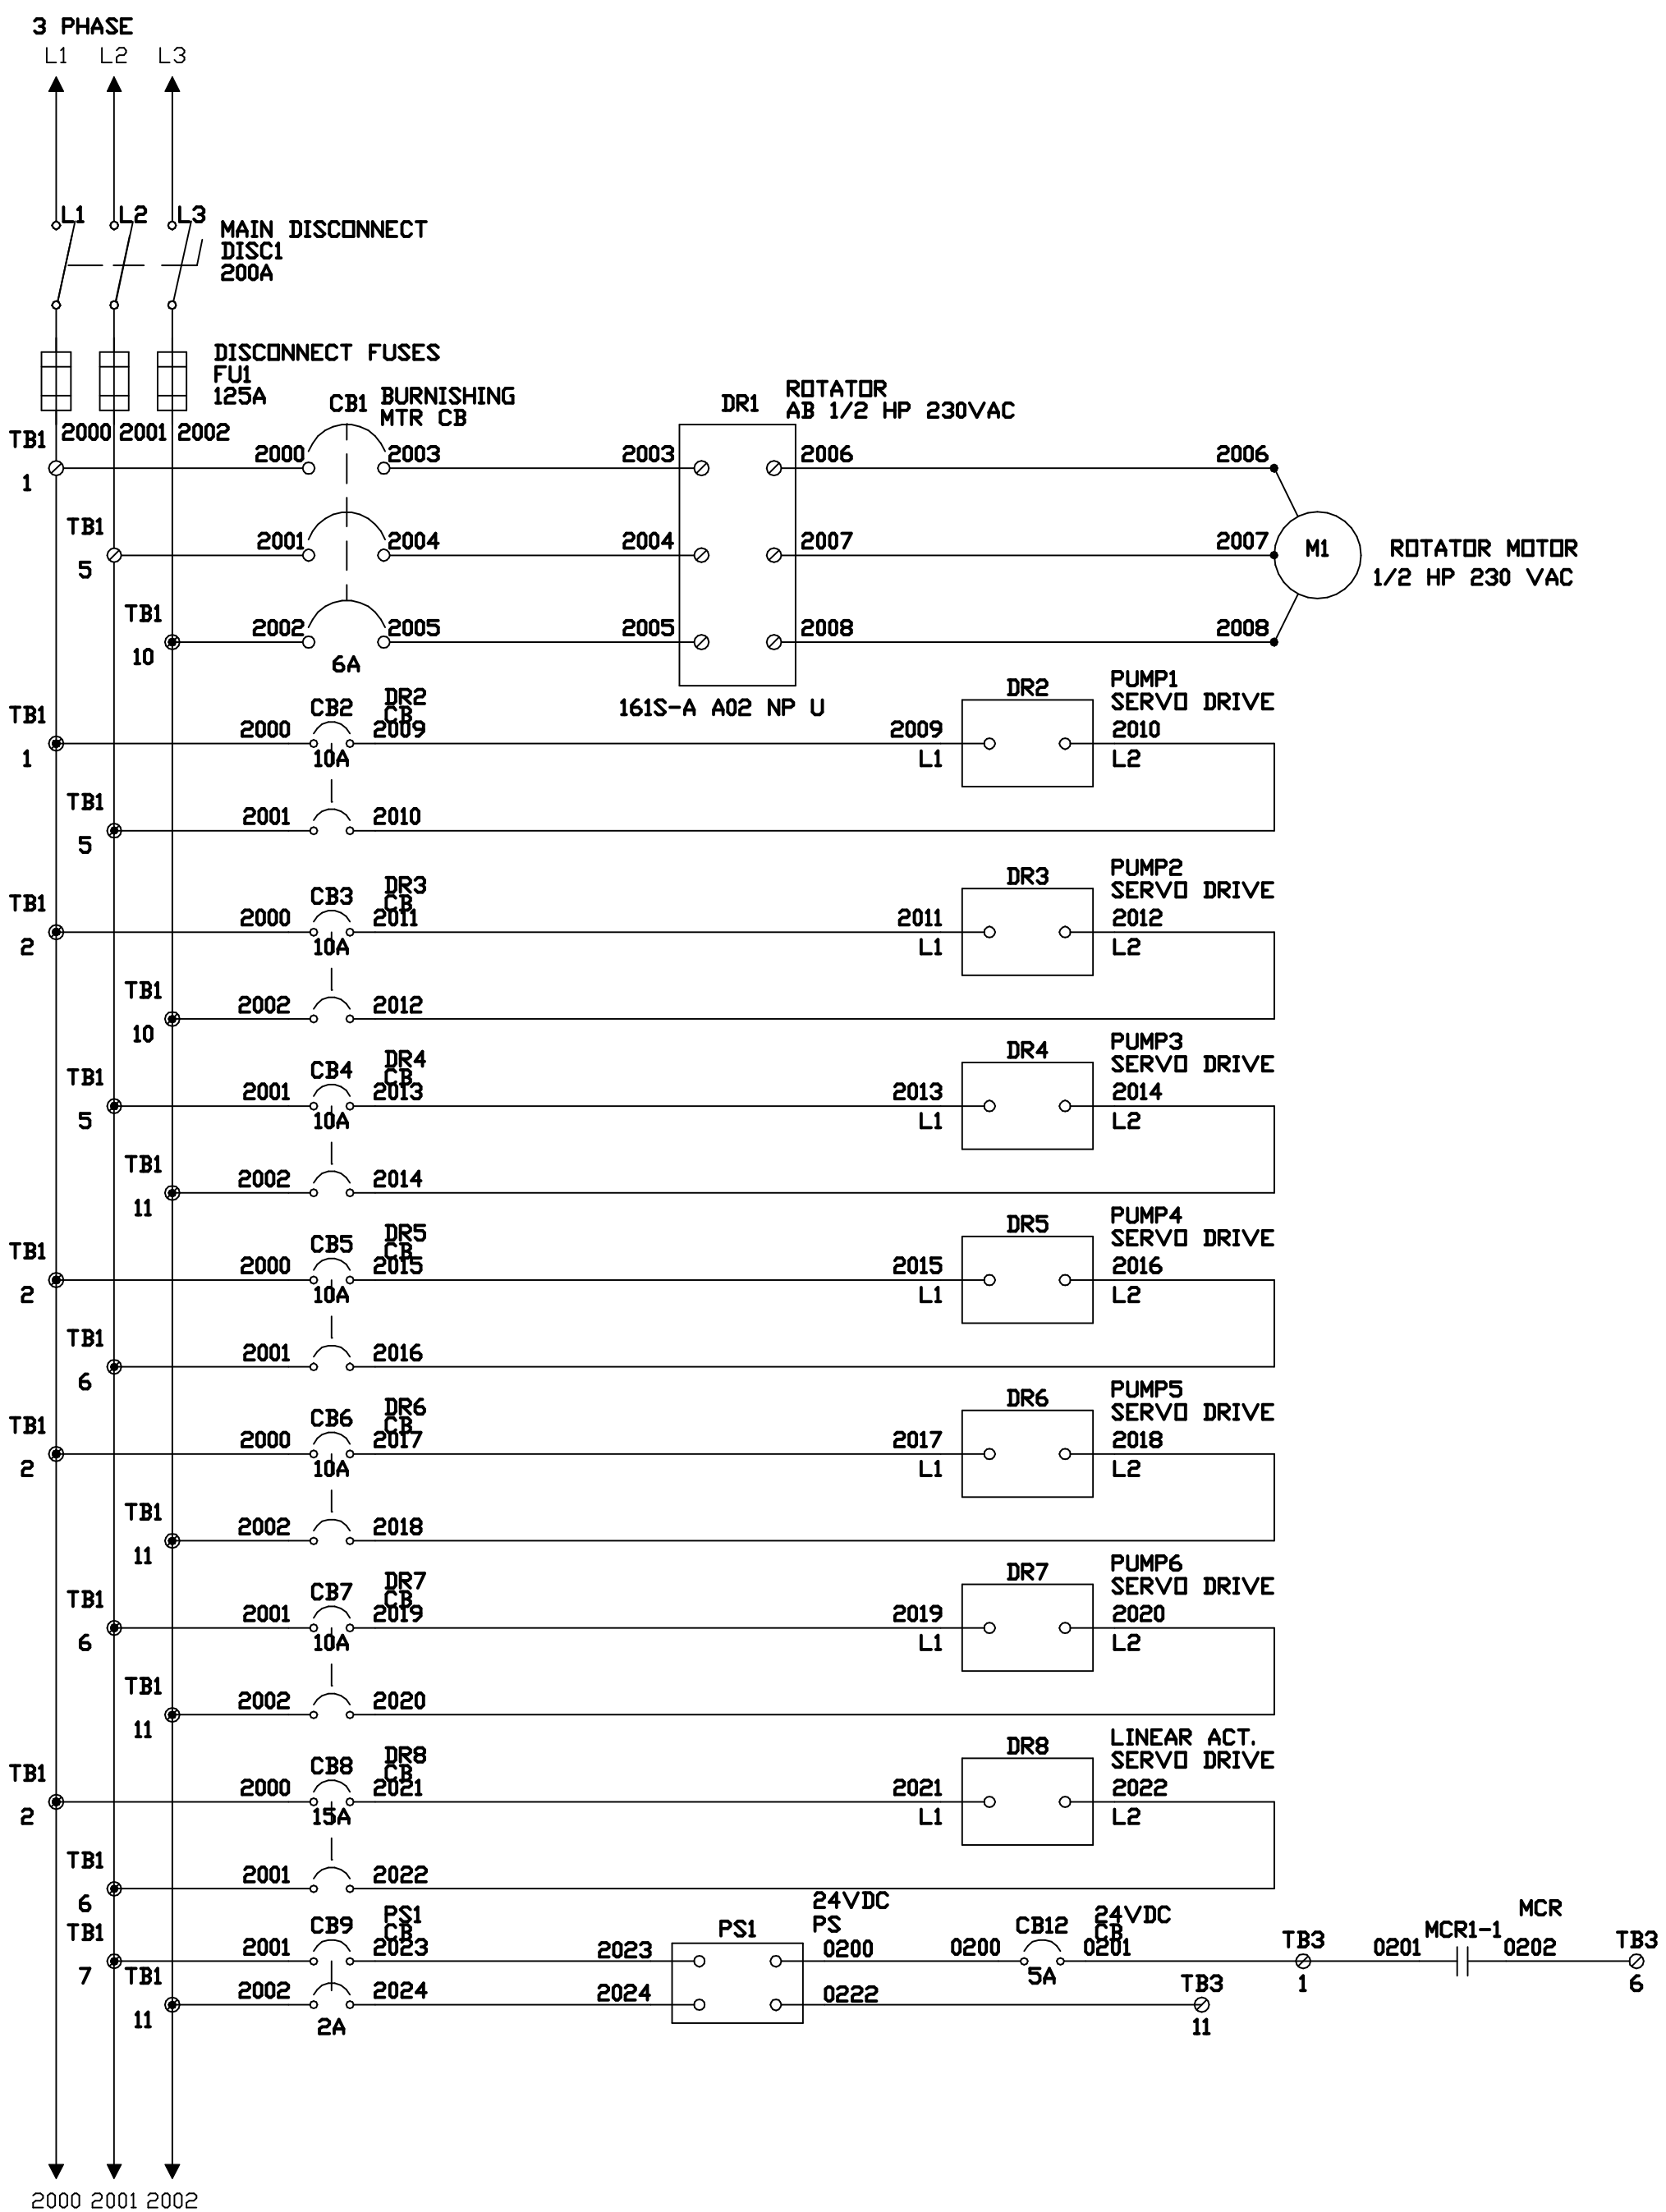 3 PHASE
L1 L2 L3
L1 L2 L3
MAIN DISCONNECT
DISC1
200A
DISCONNECT FUSES
FU1
125A
2000 2001 2002
CB1
BURNISHING
MTR CB
DR1
ROTATOR
AB 1/2 HP 230VAC
TB1
1
2000 2003 2003 2006 2006
TB1
5
2001 2004 2004 2007 2007
M1
ROTATOR MOTOR
1/2 HP 230 VAC
TB1
10
2002 2005 2005 2008 2008
6A
161S-A A02 NP U
TB1
1
2000
CB2
10A
DR2
CB
2009
2009
L1
DR2
PUMP1
SERVO DRIVE
2010
L2
TB1
5
2001 2010
TB1
2
2000
CB3
10A
DR3
CB
2011
2011
L1
DR3
PUMP2
SERVO DRIVE
2012
L2
TB1
10
2002 2012
TB1
5
2001
CB4
10A
DR4
CB
2013
2013
L1
DR4
PUMP3
SERVO DRIVE
2014
L2
TB1
11
2002 2014
TB1
2
2000
CB5
10A
DR5
CB
2015
2015
L1
DR5
PUMP4
SERVO DRIVE
2016
L2
TB1
6
2001 2016
TB1
2
2000
CB6
10A
DR6
CB
2017
2017
L1
DR6
PUMP5
SERVO DRIVE
2018
L2
TB1
11
2002 2018
TB1
6
2001
CB7
10A
DR7
CB
2019
2019
L1
DR7
PUMP6
SERVO DRIVE
2020
L2
TB1
11
2002 2020
TB1
2
2000
CB8
15A
DR8
CB
2021
2021
L1
DR8
LINEAR ACT.
SERVO DRIVE
2022
L2
TB1
6
2001 2022
TB1
7
2001
CB9
PS1
CB
2023
2023
PS1
24VDC
PS
0200
0200
CB12
5A
24VDC
CB
0201
TB3
1
0201
MCR1-1
MCR
0202
TB3
6
TB1
11
2002
2A
2024
2024
0222
TB3
11
2000 2001 2002